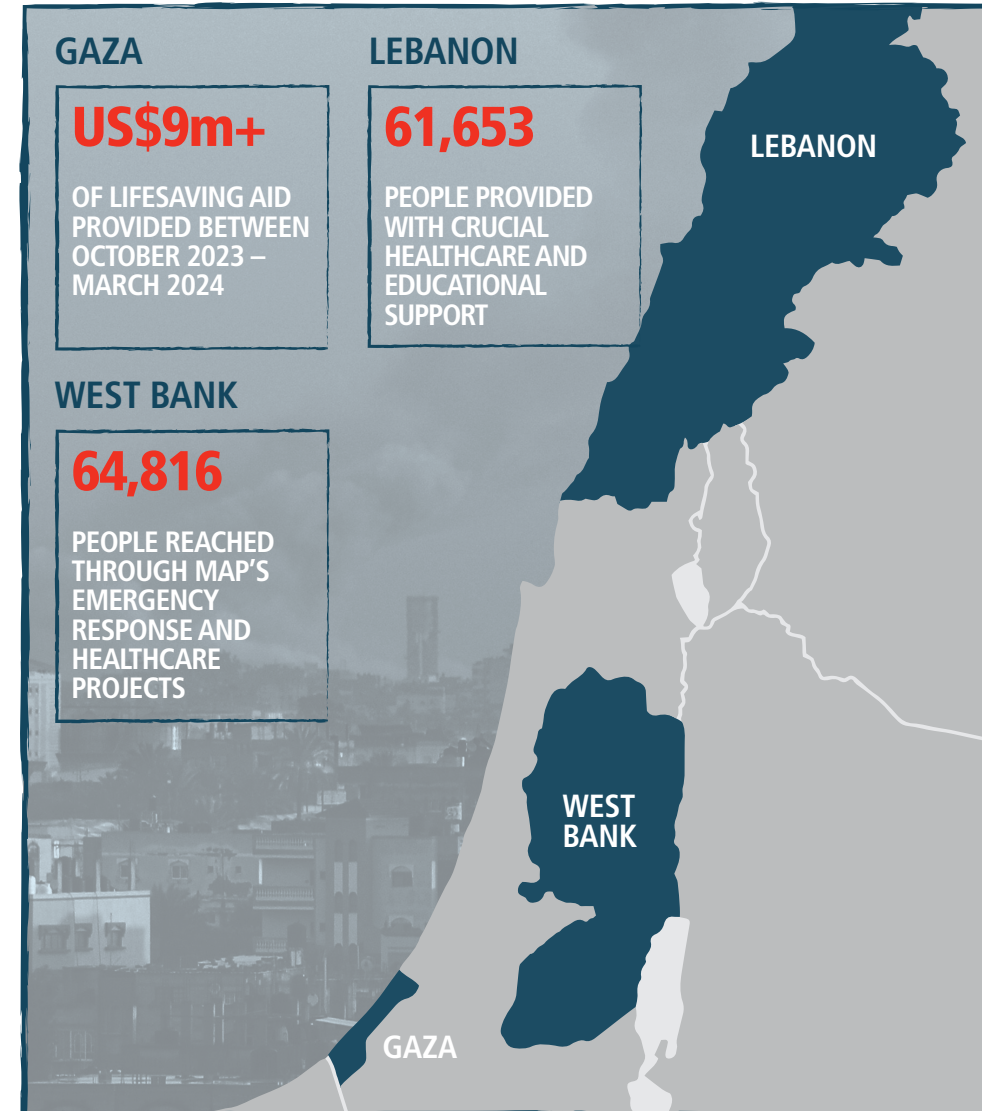 GAZA
US$9m+
OF LIFESAVING AID
PROVIDED BETWEEN
OCTOBER 2023 –
MARCH 2024
LEBANON
61,653
PEOPLE PROVIDED
WITH CRUCIAL
HEALTHCARE AND
EDUCATIONAL
SUPPORT
WEST BANK
64,816
PEOPLE REACHED
THROUGH MAP’S
EMERGENCY
RESPONSE AND
HEALTHCARE
PROJECTS
LEBANON
WEST
BANK
GAZA